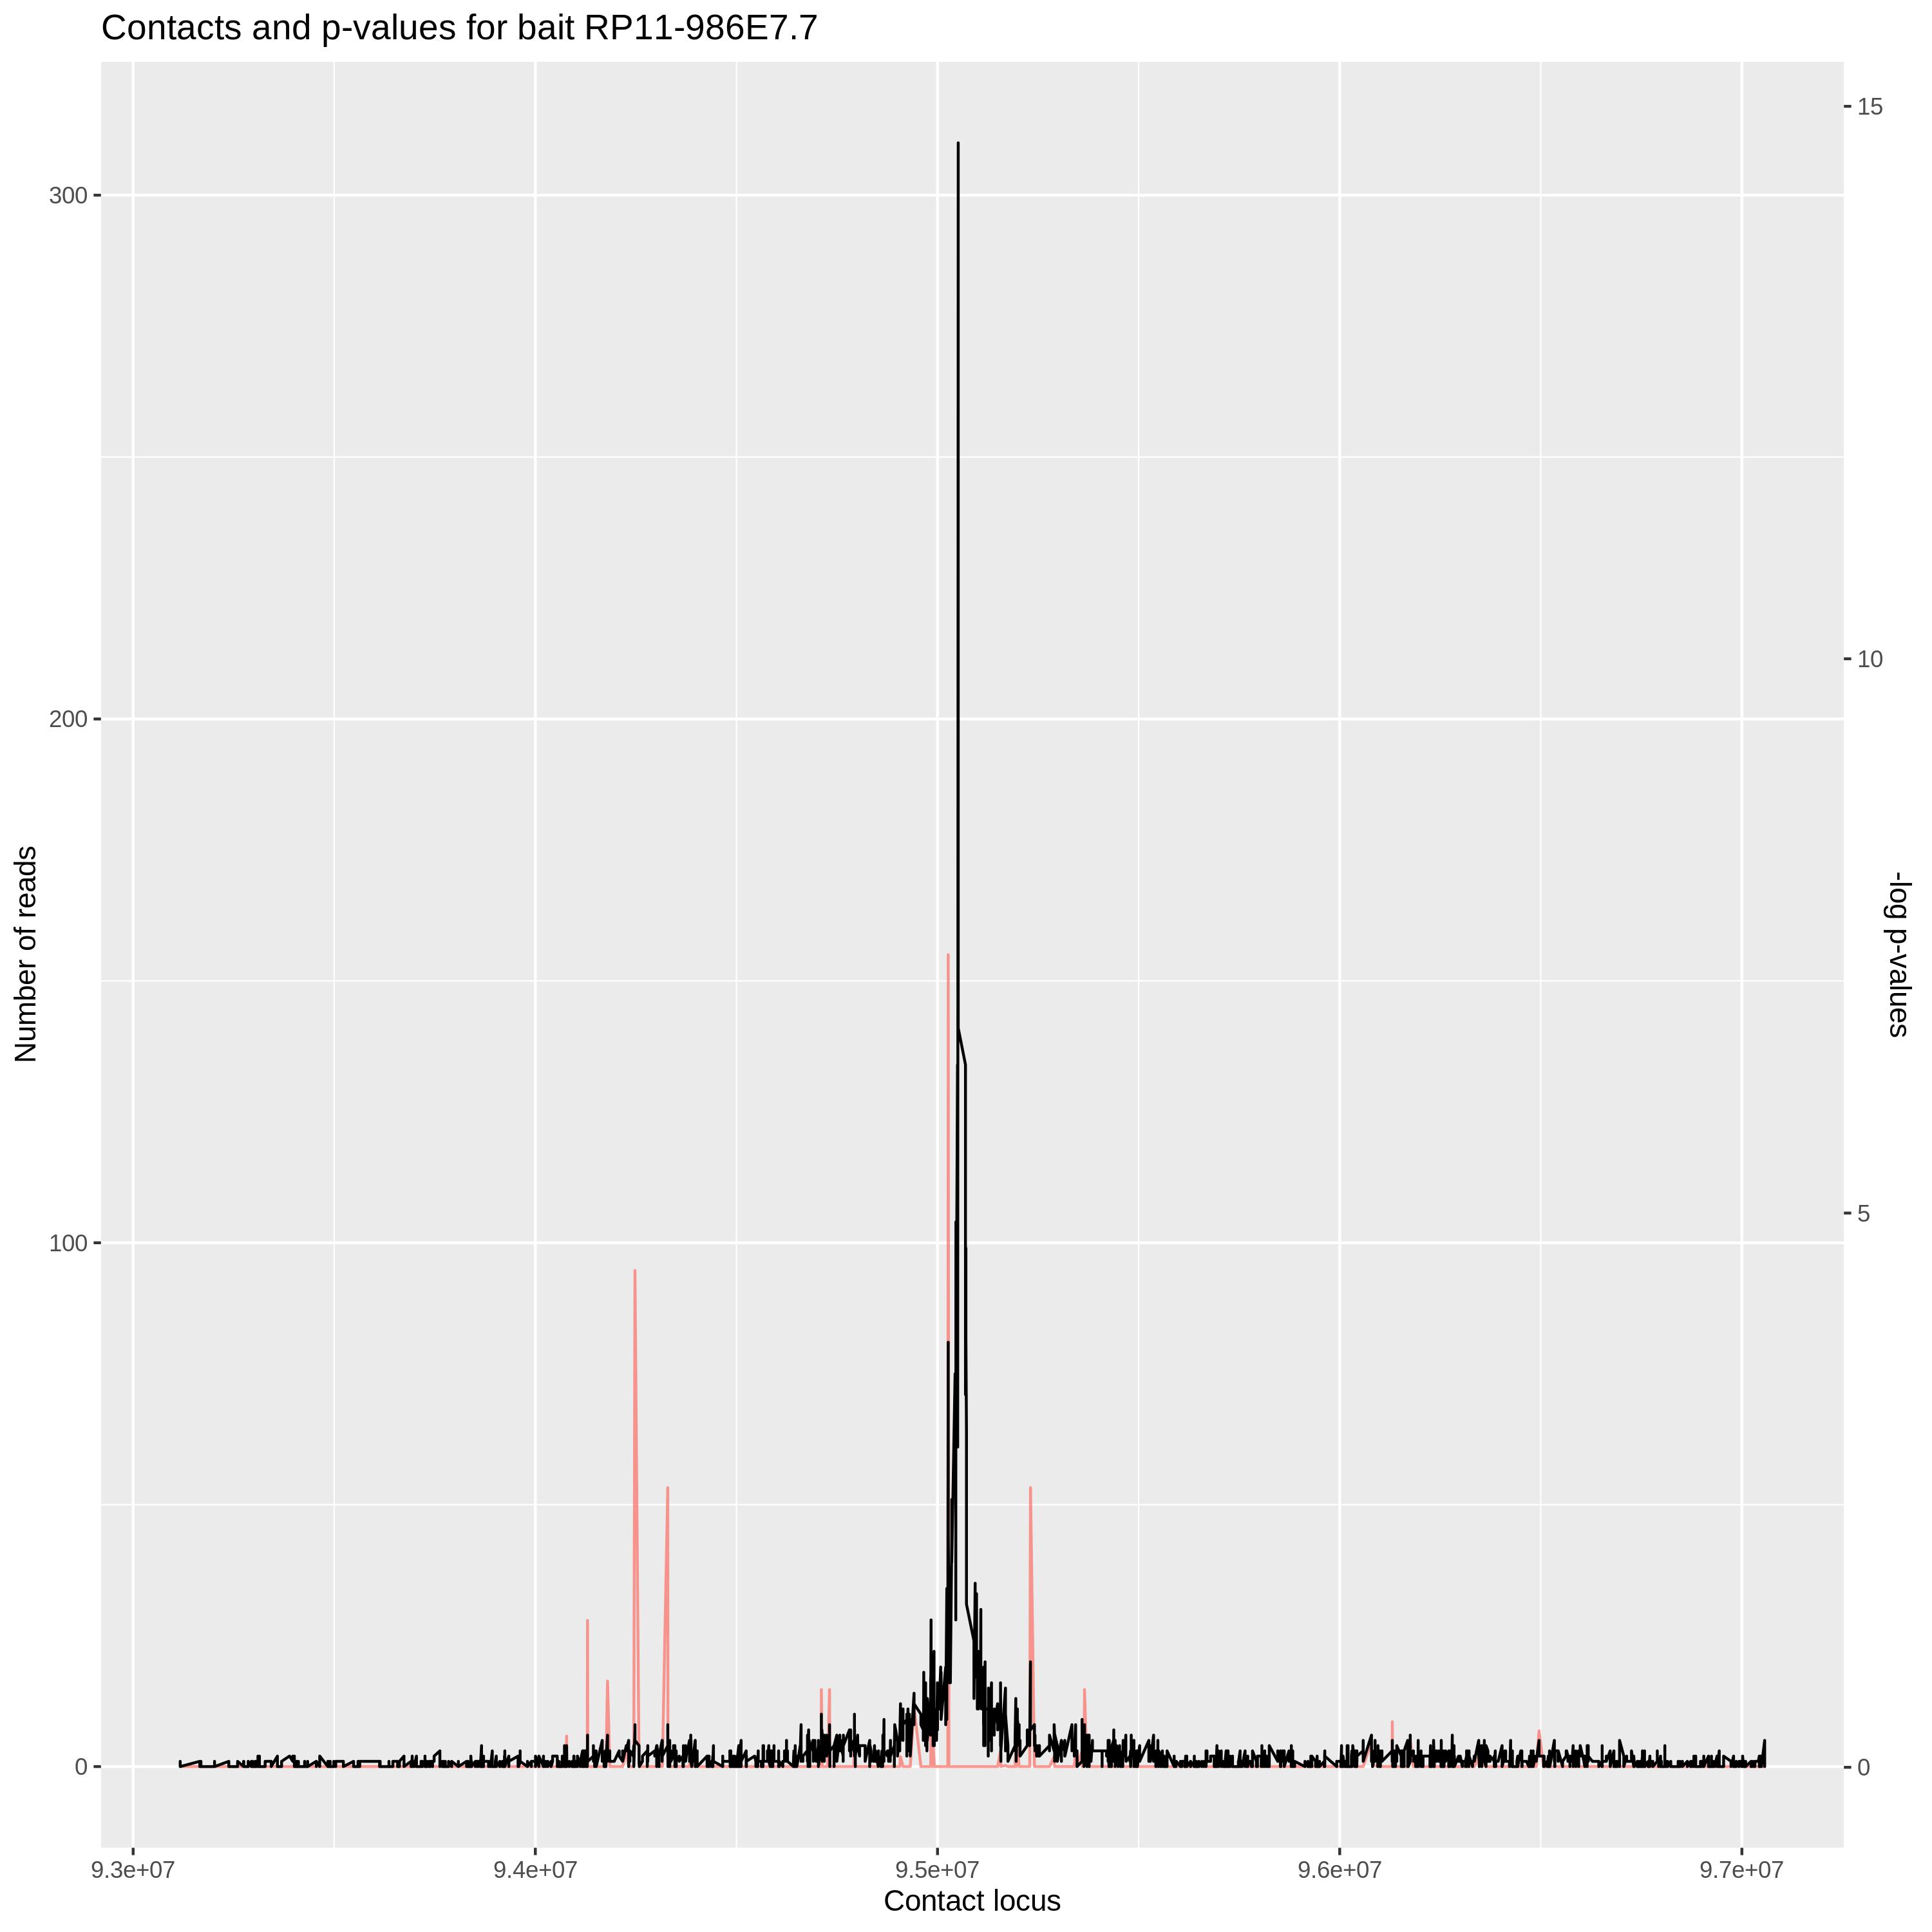 Contacts and p-values for bait RP11-986E7.7
300
200
100
0
Number of reads
15
10
5
0
-log p-values
9.3e+07 9.4e+07 9.5e+07 9.6e+07 9.7e+07
Contact locus